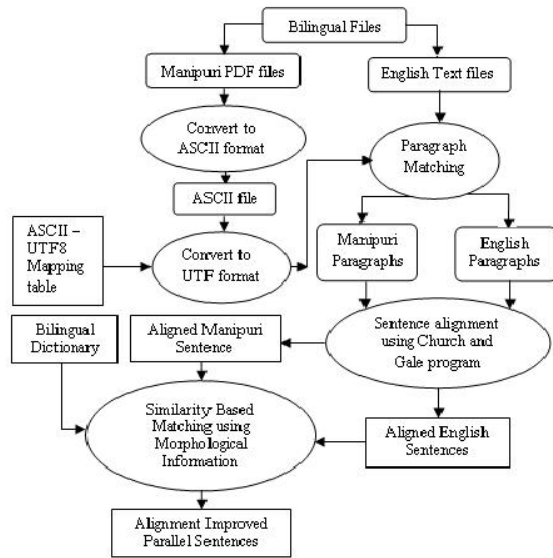 Bilingual Files
Manipuri PDF files
English Text files
Convert to
ASCII format
Paragraph
Matching
ASCII file
ASCII –
UTF8
Mapping
table
Convert to
UTF format
Manipuri
Paragraphs
English
Paragraphs
Bilingual
Dictionary
Aligned Manipuri
Sentence
Sentence alignment
using Church and
Gale program
Similarity Based
Matching using
Morphological
Information
Aligned English
Sentences
Alignment Improved
Parallel Sentences